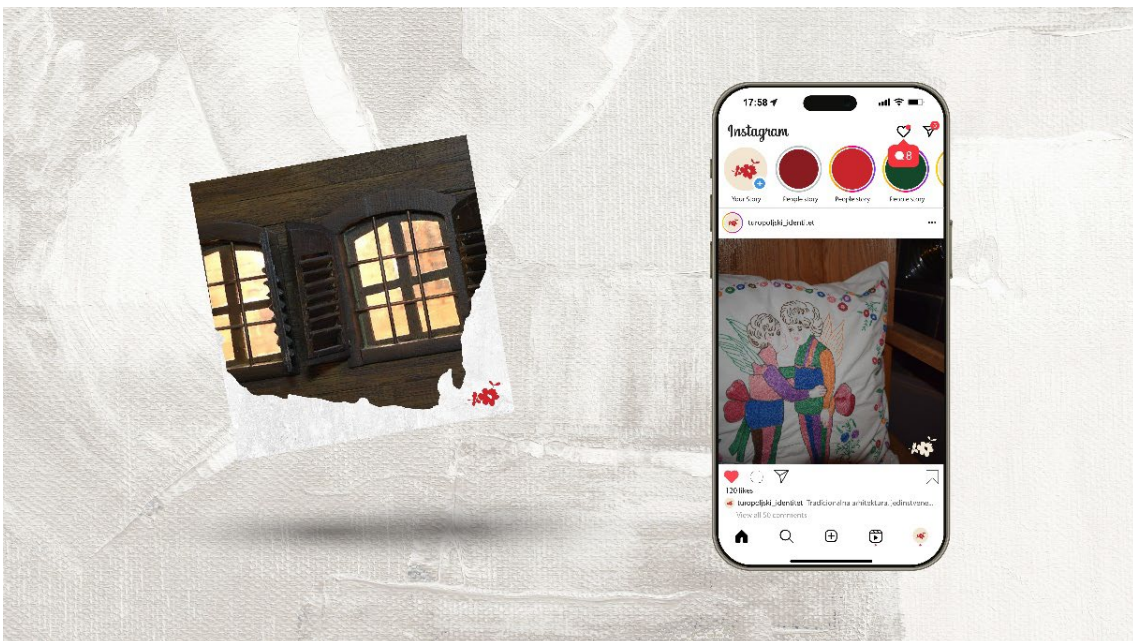 17:58
Instagram
8
Your Story
People story
People story
People story
turopoljski_identitet
120 likes
turopoljski_identitet Tradicionalna arhitektura, jedinstvene...
View all 50 comments